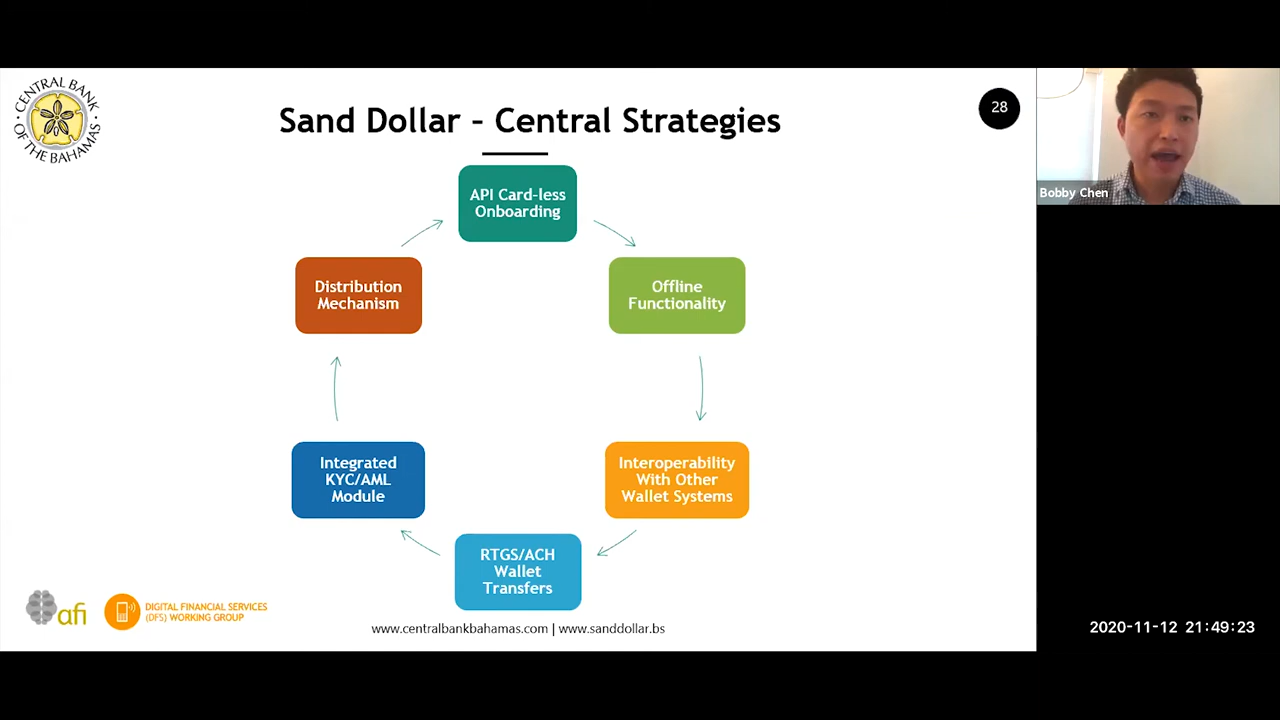 CENTRAL BANK
OF THE BAHAMAS
Sand Dollar – Central Strategies
28
Bobby Chen
API Card-less
Onboarding
Offline
Functionality
Interoperability
With Other
Wallet Systems
RTGS/ACH
Wallet
Transfers
Integrated
KYC/AML
Module
Distribution
Mechanism
afi
DIGITAL FINANCIAL SERVICES
(DFS) WORKING GROUP
www.centralbankbahamas.com | www.sanddollar.bs
2020-11-12 21:49:23